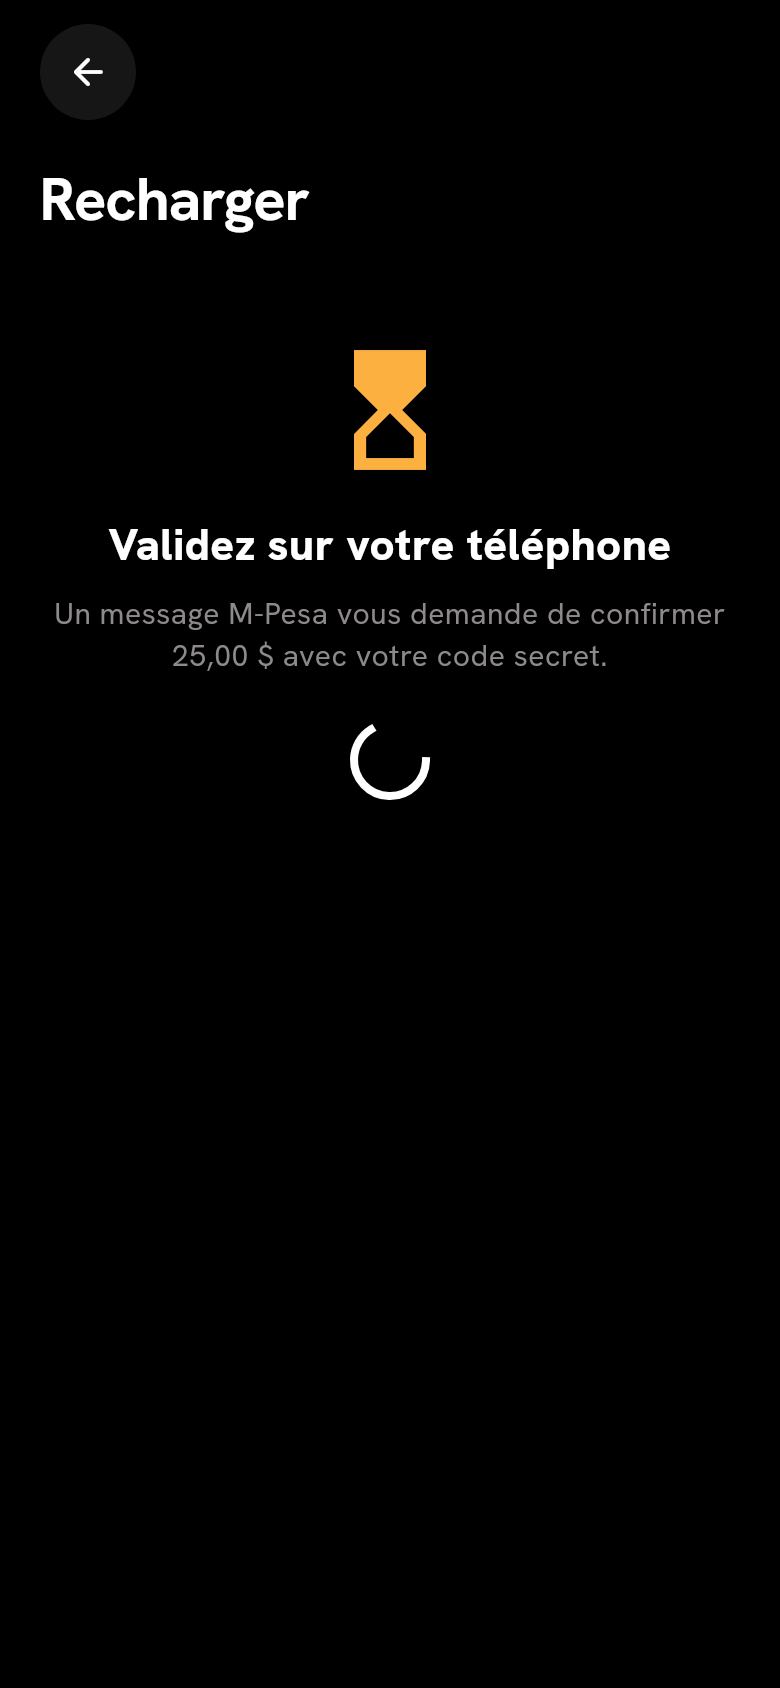 Recharger
Validez sur votre téléphone
Un message M-Pesa vous demande de confirmer
25,00 $ avec votre code secret.